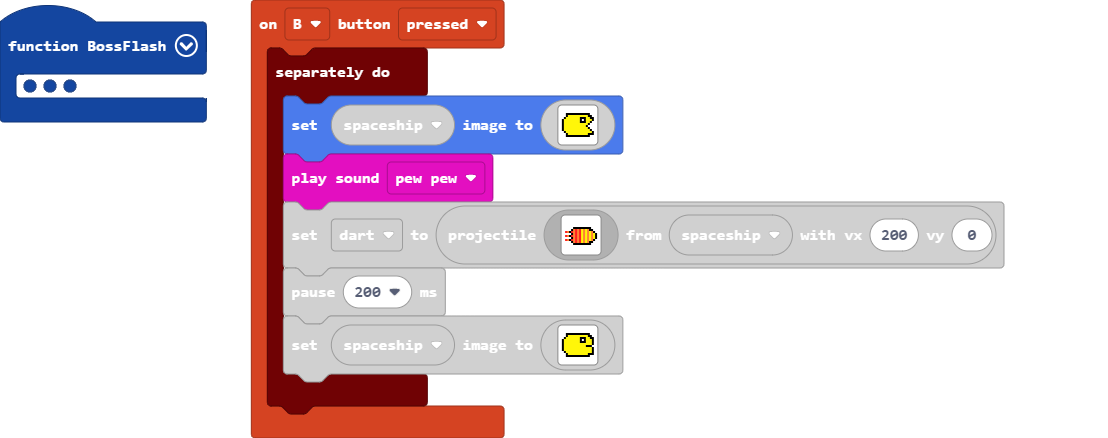 function BossFlash
on B button pressed
separately do
set spaceship image to
play sound pew pew
set dart to projectile from spaceship with vx 200 vy 0
pause 200 ms
set spaceship image to